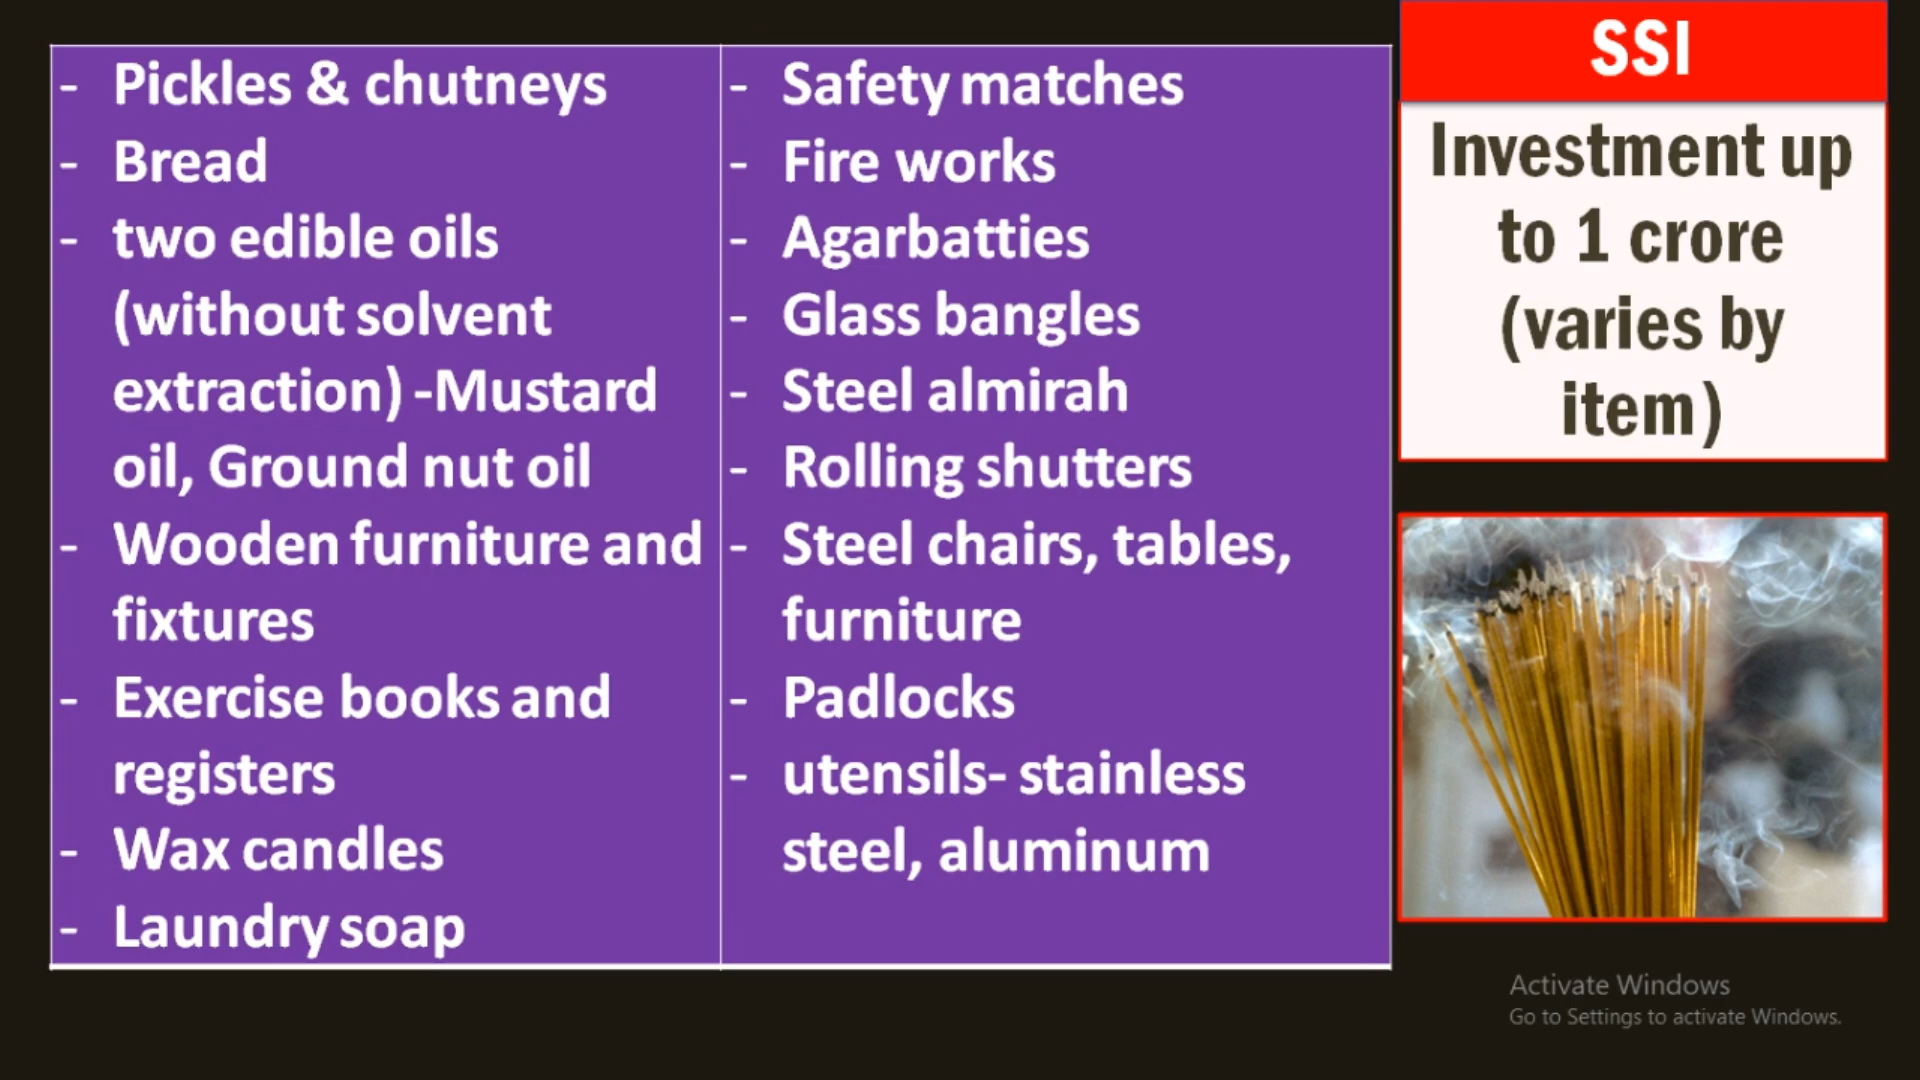 - Pickles & chutneys
- Bread
- two edible oils
(without solvent
extraction) -Mustard
oil, Ground nut oil
- Wooden furniture and
fixtures
- Exercise books and
registers
- Wax candles
- Laundry soap
- Safety matches
- Fire works
- Agarbatties
- Glass bangles
- Steel almirah
- Rolling shutters
- Steel chairs, tables,
furniture
- Padlocks
- utensils- stainless
steel, aluminum
SSI
Investment up
to 1 crore
(varies by
item)
Activate Windows
Go to Settings to activate Windows.